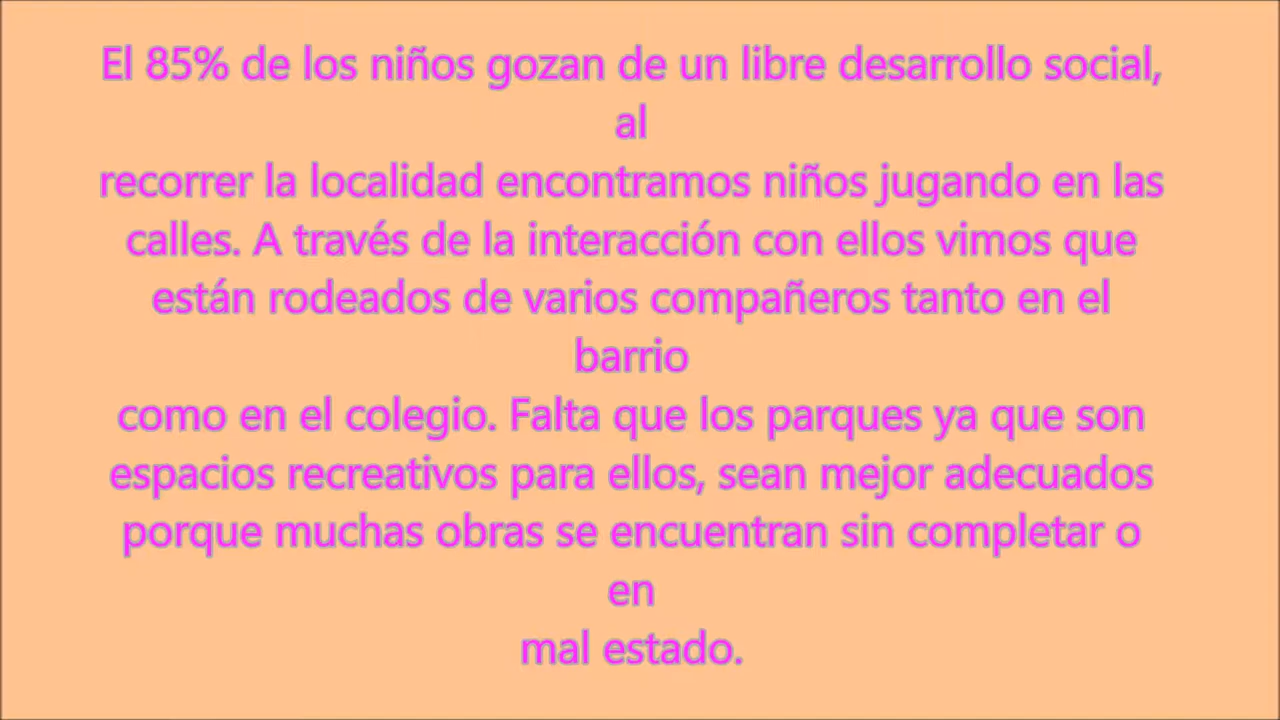 El 85% de los niños gozan de un libre desarrollo social,
al
recorrer la localidad encontramos niños jugando en las
calles. A través de la interacción con ellos vimos que
están rodeados de varios compañeros tanto en el
barrio
como en el colegio. Falta que los parques ya que son
espacios recreativos para ellos, sean mejor adecuados
porque muchas obras se encuentran sin completar o
en
mal estado.